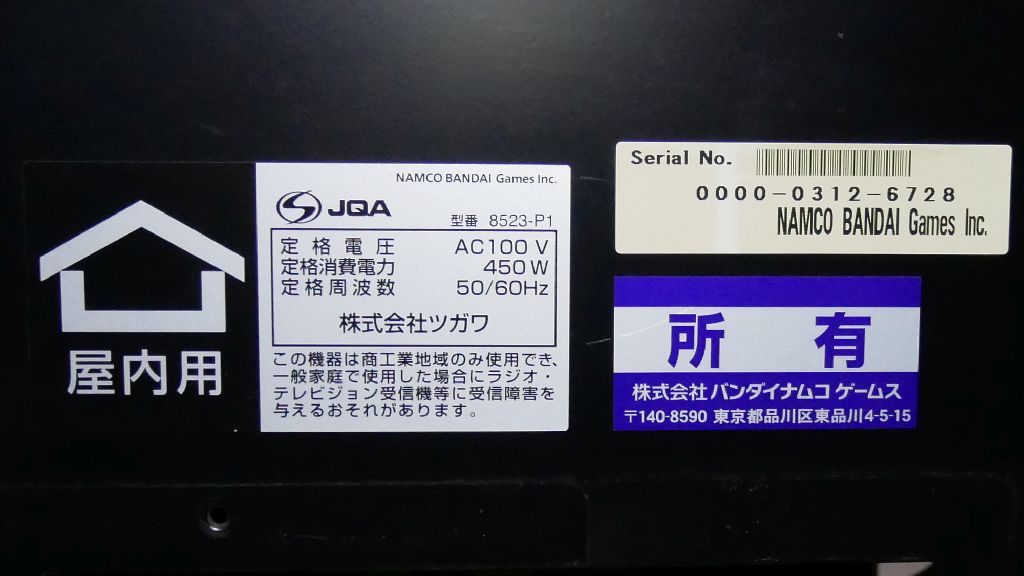 屋内用
NAMCO BANDAI Games Inc.
JQA
型番 8523-P1
定格電圧 AC100 V
定格消費電力 450W
定格周波数 50/60Hz
株式会社ツガワ
この機器は商工業地域のみ使用でき、
一般家庭で使用した場合にラジオ・
テレビジョン受信機等に受信障害を
与えるおそれがあります。
Serial No.
0000-0312-6728
NAMCO BANDAI Games Inc.
所有
株式会社 バンダイナムコ ゲームス
〒140-8590 東京都品川区東品川4-5-15